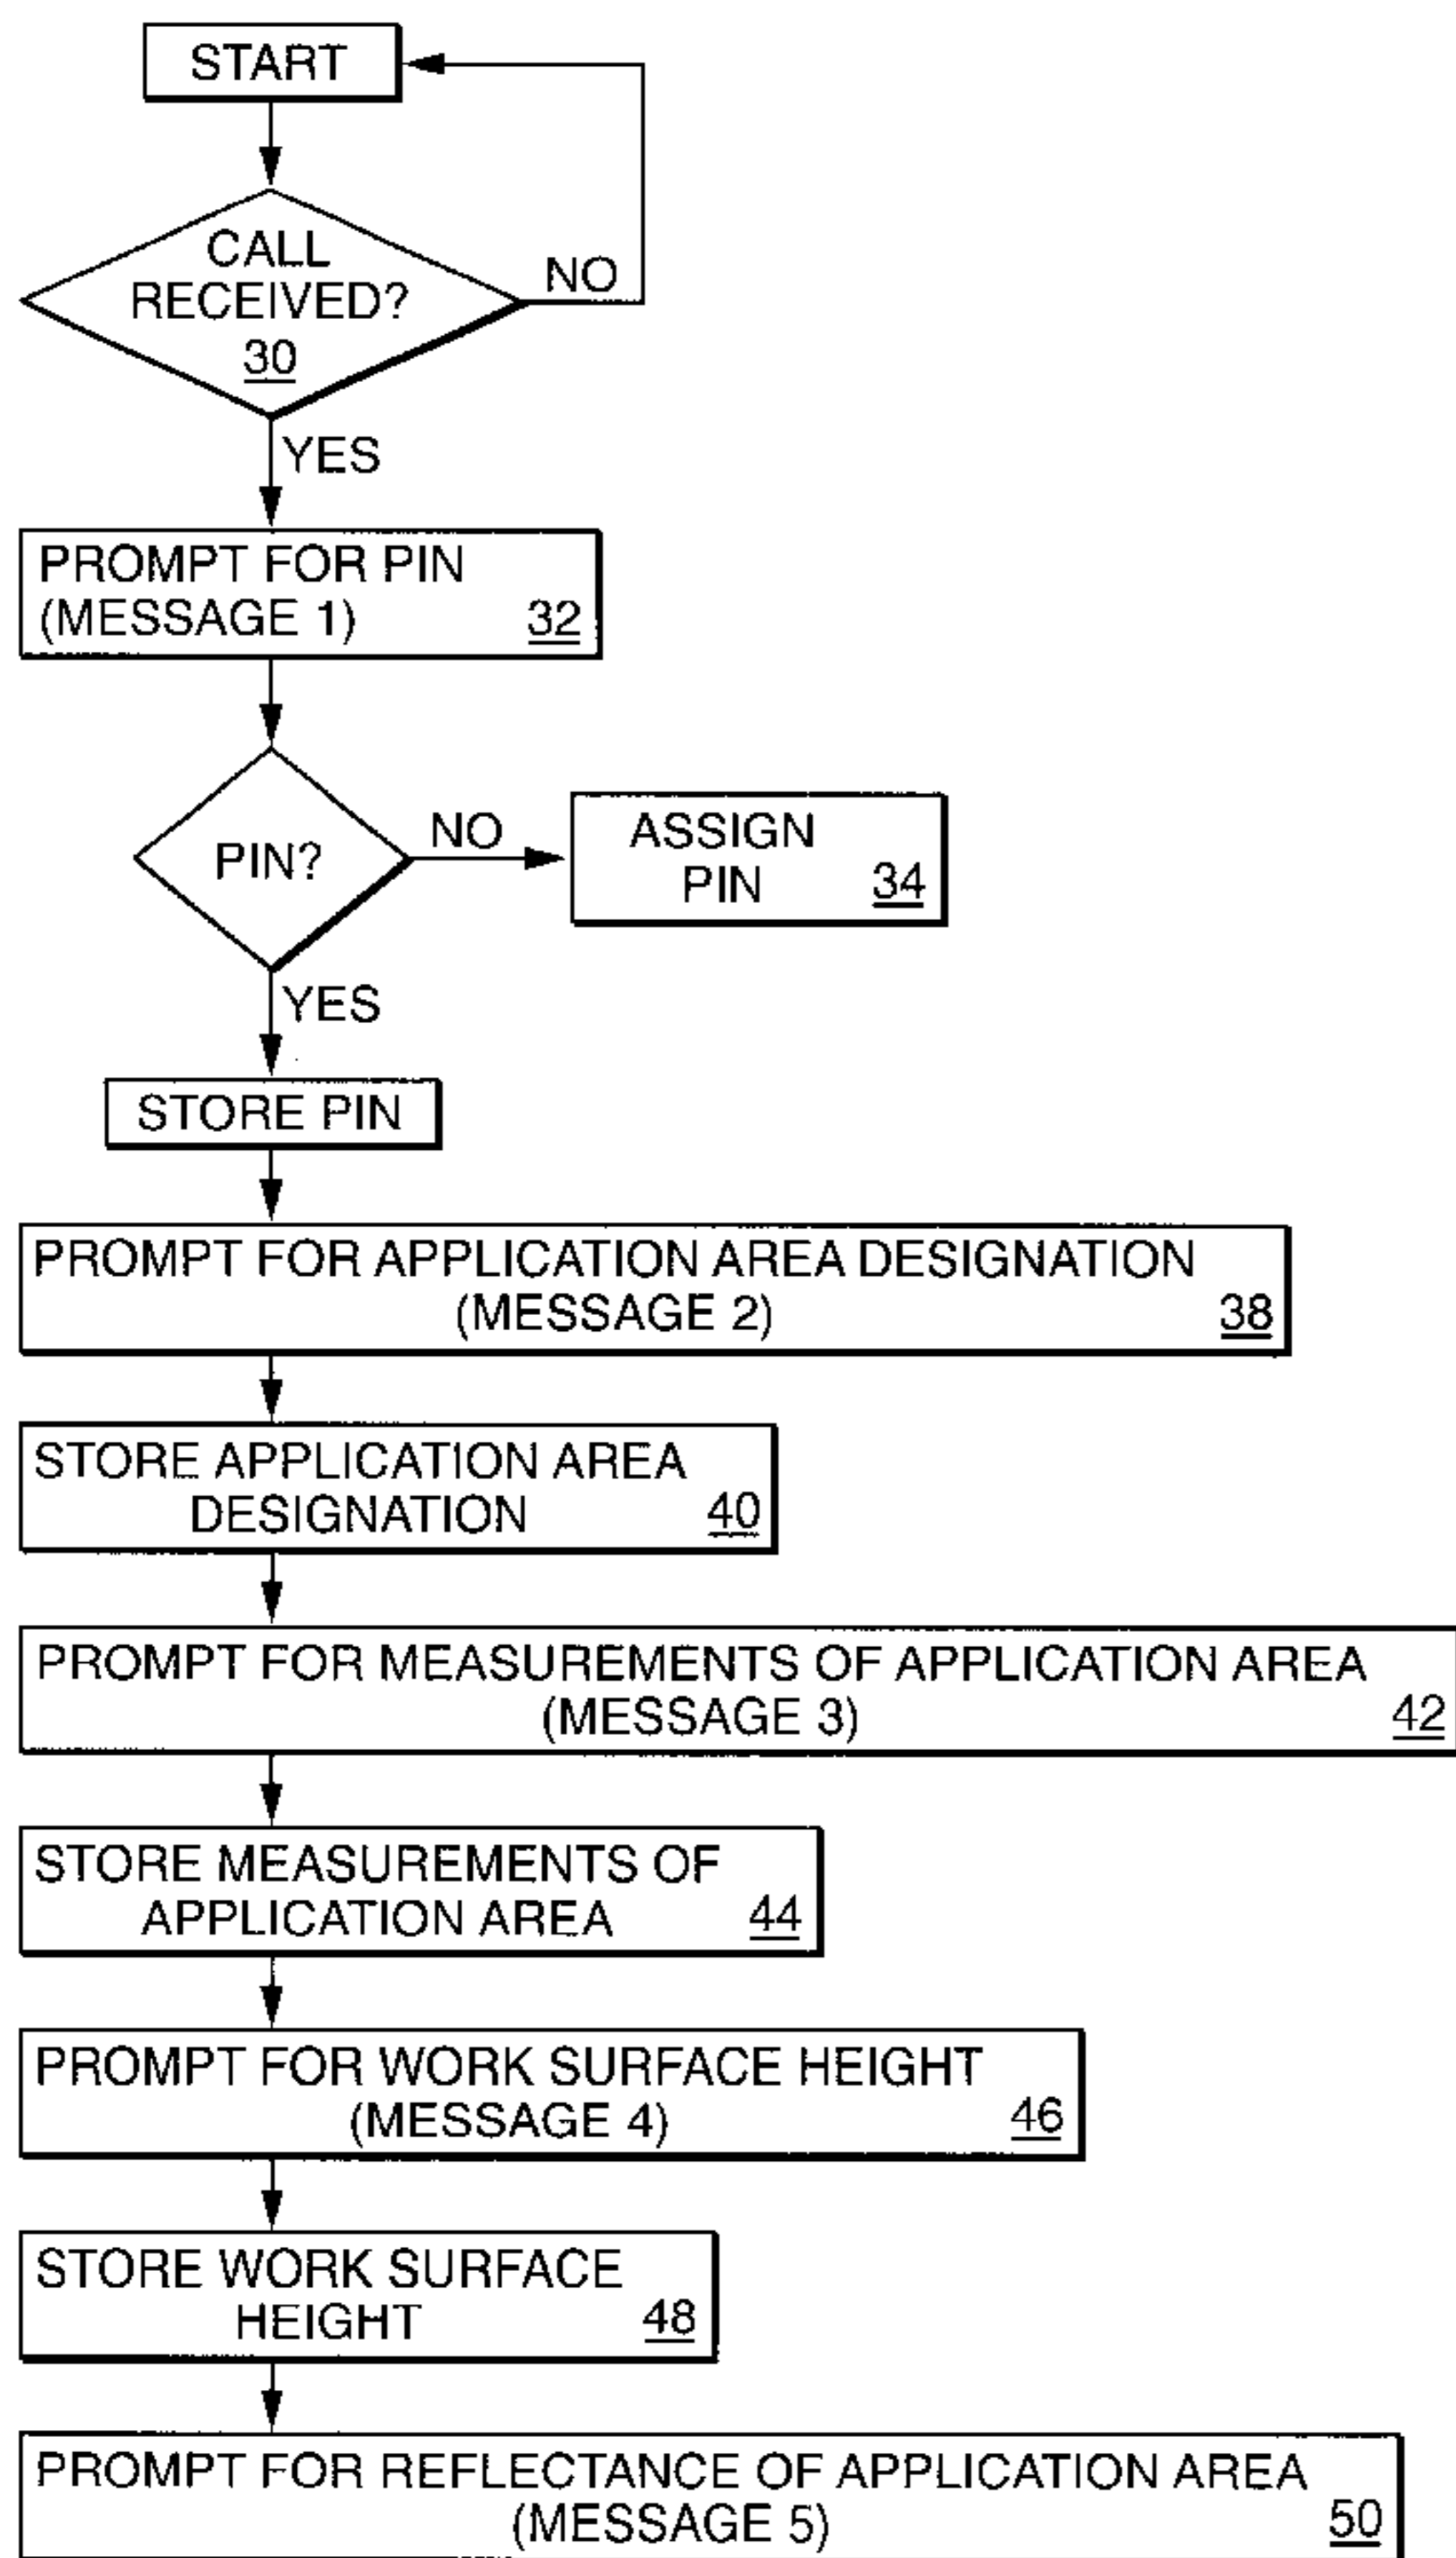 START
CALL
RECEIVED?
30
NO
YES
PROMPT FOR PIN
(MESSAGE 1) 32
PIN?
NO
ASSIGN
PIN 34
YES
STORE PIN
PROMPT FOR APPLICATION AREA DESIGNATION
(MESSAGE 2) 38
STORE APPLICATION AREA
DESIGNATION 40
PROMPT FOR MEASUREMENTS OF APPLICATION AREA
(MESSAGE 3) 42
STORE MEASUREMENTS OF
APPLICATION AREA 44
PROMPT FOR WORK SURFACE HEIGHT
(MESSAGE 4) 46
STORE WORK SURFACE
HEIGHT 48
PROMPT FOR REFLECTANCE OF APPLICATION AREA
(MESSAGE 5) 50